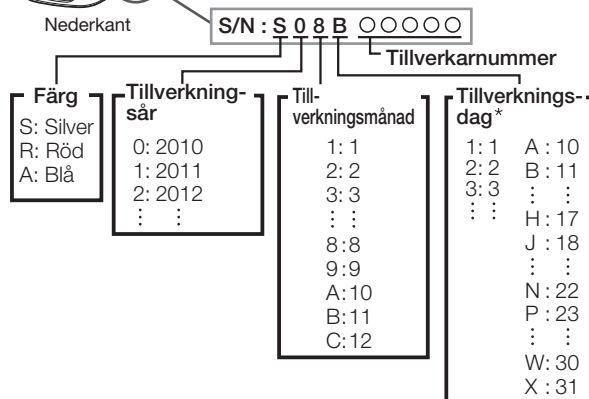 Nederkant
S/N : S 0 8 B ○○○○○
Tillverkarnummer
Färg
S: Silver
R: Röd
A: Blå
Tillverknings-
år
0: 2010
1: 2011
2: 2012
⋮ ⋮
Till-
verkningsmånad
1: 1
2: 2
3: 3
⋮ ⋮
8:8
9:9
A:10
B:11
C:12
Tillverknings-
dag*
1: 1
2: 2
3: 3
⋮ ⋮
A : 10
B : 11
⋮ ⋮
H : 17
J : 18
⋮ ⋮
N : 22
P : 23
⋮ ⋮
W: 30
X : 31